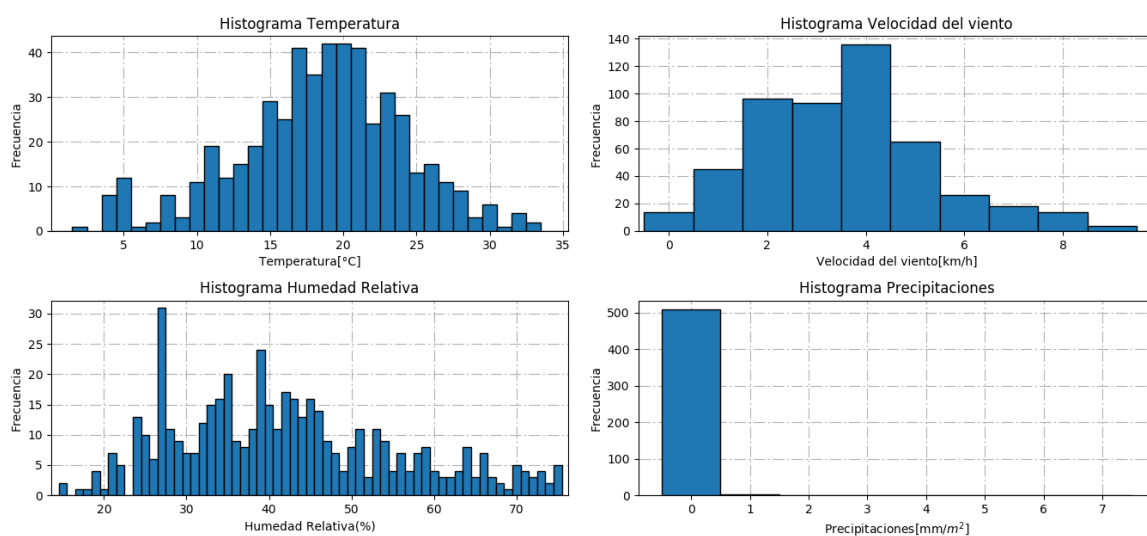 Histograma Temperatura
Frecuencia
40
30
20
10
0
5 10 15 20 25 30 35
Temperatura[°C]
Histograma Velocidad del viento
Frecuencia
140
120
100
80
60
40
20
0
0 2 4 6 8
Velocidad del viento[km/h]
Histograma Humedad Relativa
Frecuencia
30
25
20
15
10
5
0
20 30 40 50 60 70
Humedad Relativa(%)
Histograma Precipitaciones
Frecuencia
500
400
300
200
100
0
0 1 2 3 4 5 6 7
Precipitaciones[mm/m²]